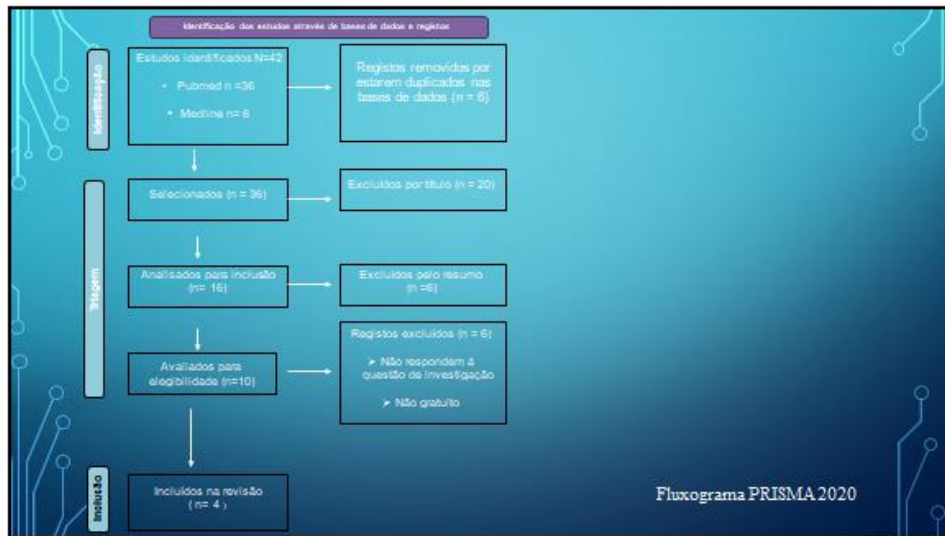 Identificação dos estudos através de bases de dados e registos
Identificação
Estudos identificados N=42
• Pubmed n =36
• Medline n= 6
Registos removidos por
estarem duplicados nas
bases de dados (n = 6)
Triagem
Selecionados (n = 36)
Excluídos por título (n = 20)
Analisados para inclusão
(n= 16)
Excluídos pelo resumo
(n =6)
Avaliados para
elegibilidade (n=10)
Registos excluídos (n = 6)
➤ Não respondem à
questão de investigação
➤ Não gratuito
Inclusão
Incluídos na revisão
( n= 4 )
Fluxograma PRISMA 2020